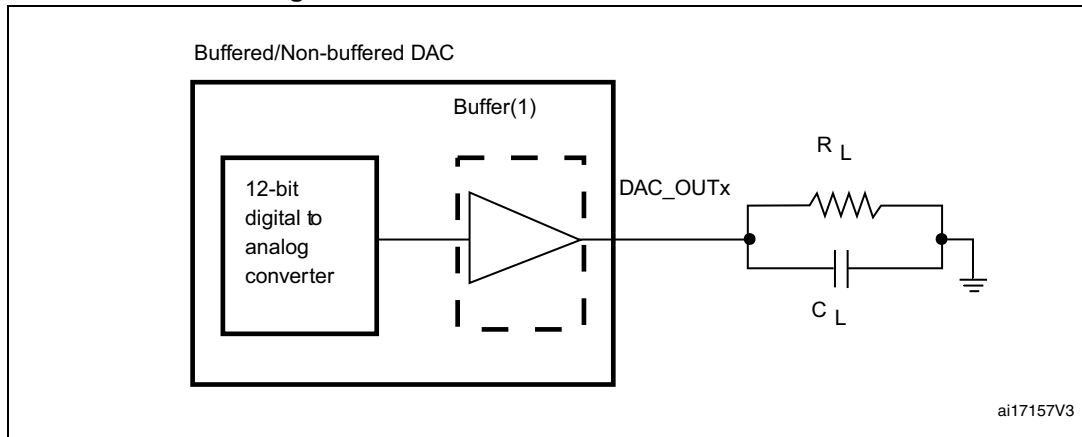 Buffered/Non-buffered DAC
Buffer(1)
12-bit
digital to
analog
converter
DAC_OUTx
R L
C L
ai17157V3